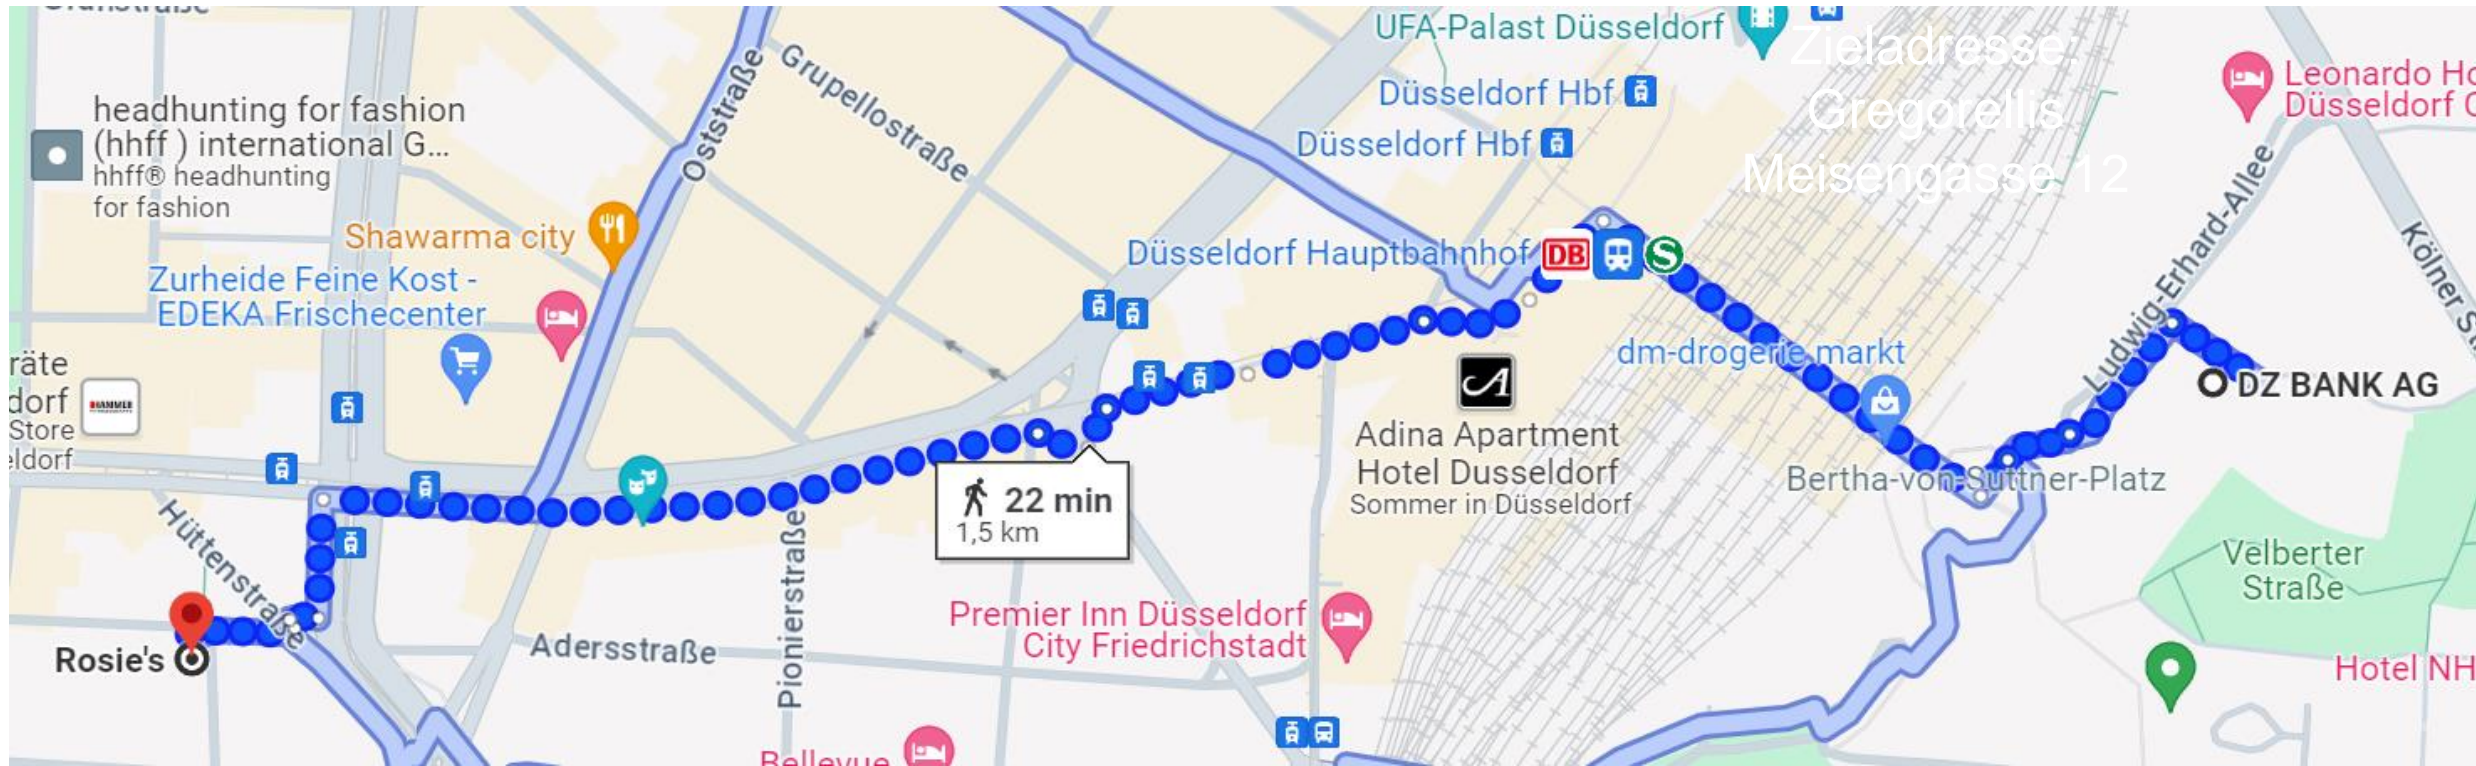 UFA-Palast Düsseldorf
Zieladresse:
Gregorellis
Meisengasse 12
Grupellostraße
Oststraße
headhunting for fashion
(hhff ) international G...
hhff® headhunting
for fashion
Düsseldorf Hbf
Düsseldorf Hbf
Leonardo Ho
Düsseldorf C
Shawarma city
Düsseldorf Hauptbahnhof DB S
Zurheide Feine Kost -
EDEKA Frischecenter
Ludwig-Erhard-Allee
Kölner St
räte
dorf
Store
eldorf
HAMMER
dm-drogerie markt
DZ BANK AG
A
Adina Apartment
Hotel Dusseldorf
Sommer in Düsseldorf
Bertha-von-Suttner-Platz
22 min
1,5 km
Hüttenstraße
Pionierstraße
Velberter
Straße
Premier Inn Düsseldorf
City Friedrichstadt
Adersstraße
Rosie's
Hotel NH
Bellevue